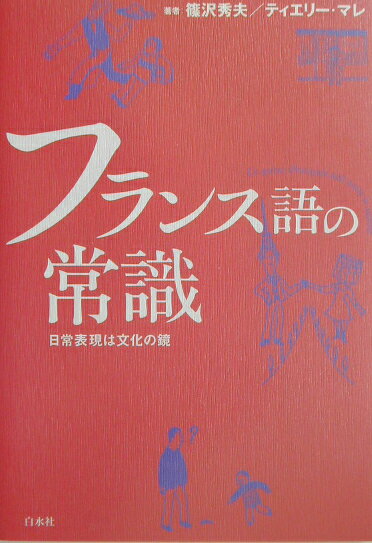 著者 篠沢秀夫/ティエリー・マレ
フランス語の
常識
日常表現は文化の鏡
白水社